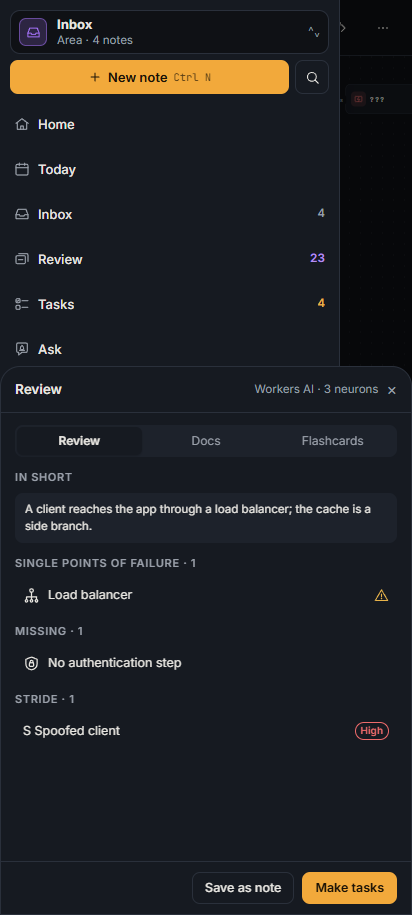 Inbox
Area · 4 notes
+ New note Ctrl N
???
Home
Today
Inbox 4
Review 23
Tasks 4
Ask
Review Workers AI · 3 neurons ×
Review Docs Flashcards
IN SHORT
A client reaches the app through a load balancer; the cache is a
side branch.
SINGLE POINTS OF FAILURE · 1
Load balancer
MISSING · 1
No authentication step
STRIDE · 1
S Spoofed client High
Save as note Make tasks